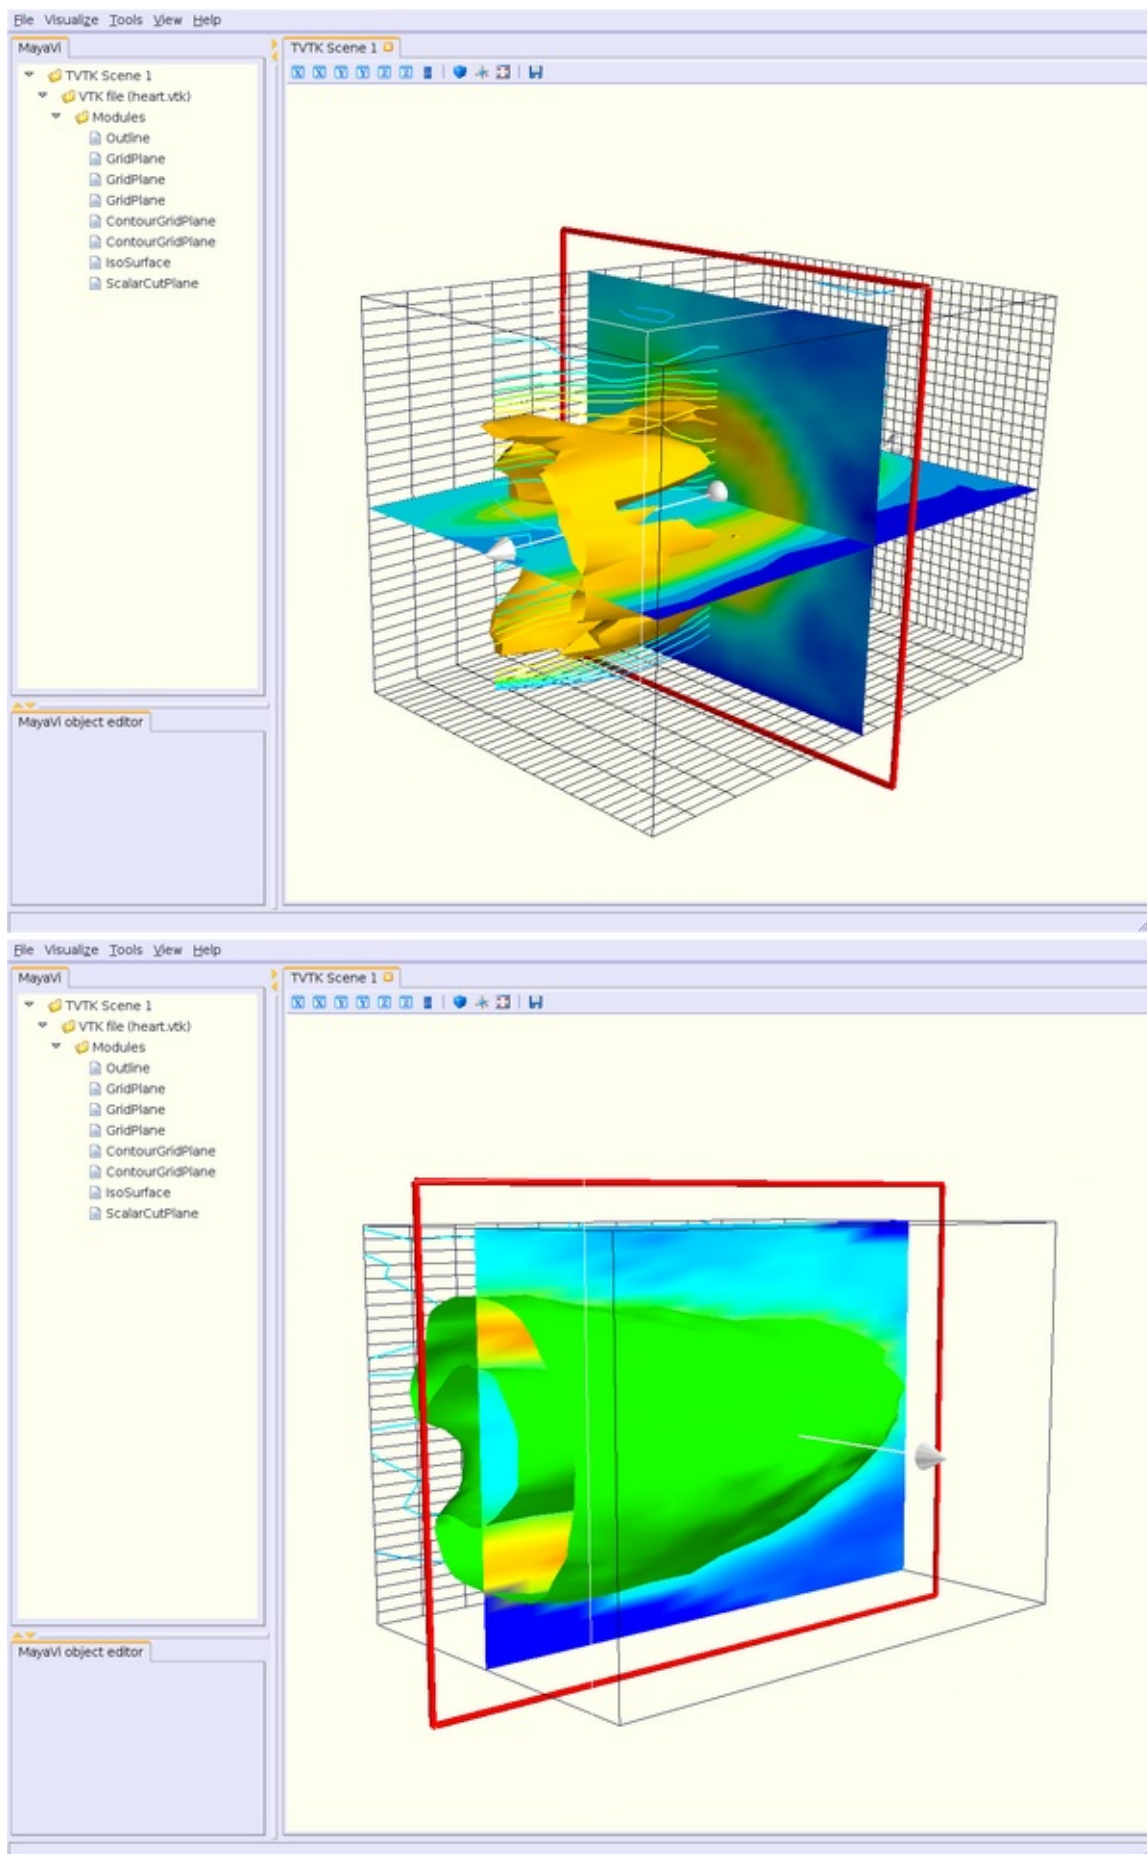 File Visualize Tools View Help
MayaVi
TVTK Scene 1
TVTK Scene 1
VTK file (heart.vtk)
Modules
Outline
GridPlane
GridPlane
GridPlane
ContourGridPlane
ContourGridPlane
IsoSurface
ScalarCutPlane
X X Y Y Z Z
MayaVi object editor
File Visualize Tools View Help
MayaVi
TVTK Scene 1
TVTK Scene 1
VTK file (heart.vtk)
Modules
Outline
GridPlane
GridPlane
GridPlane
ContourGridPlane
ContourGridPlane
IsoSurface
ScalarCutPlane
X X Y Y Z Z
MayaVi object editor